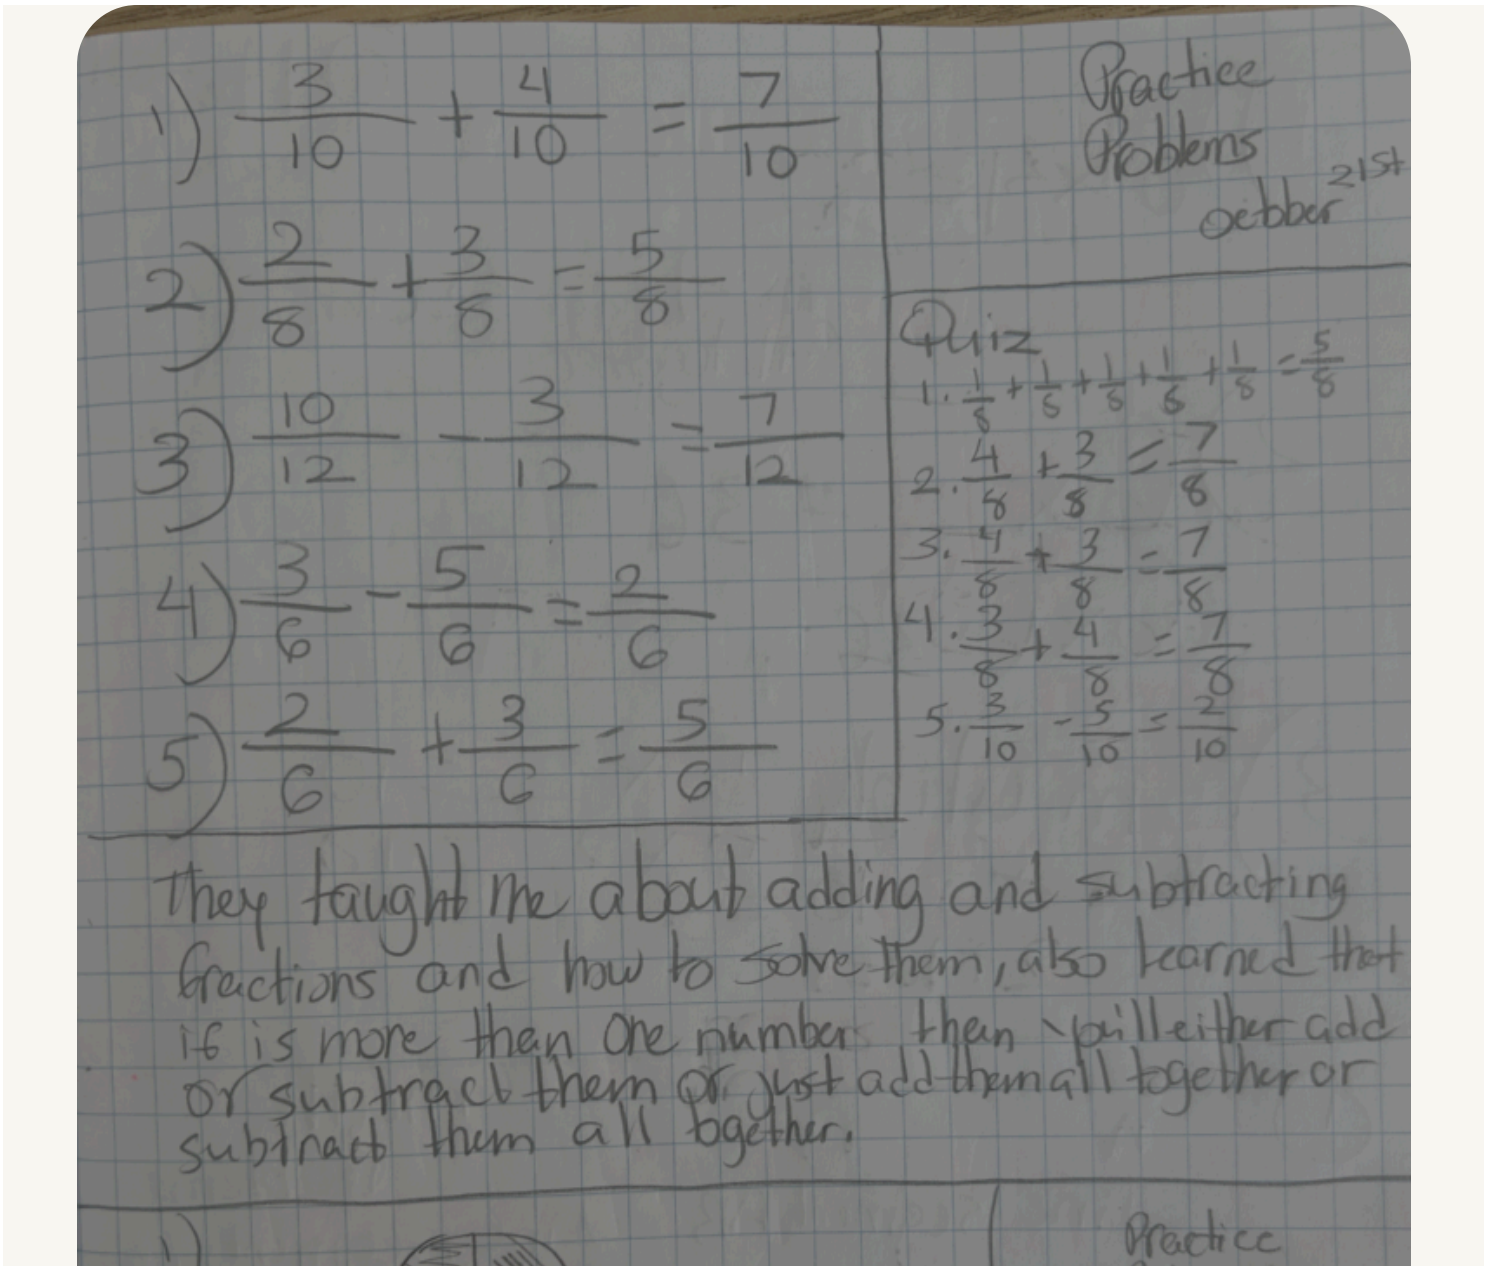 1) 3/10 + 4/10 = 7/10
2) 2/8 + 3/8 = 5/8
3) 10/12 - 3/12 = 7/12
4) 3/6 - 5/6 = 2/6
5) 2/6 + 3/6 = 5/6
Practice
Problems
October 21st
Quiz
1. 1/8 + 1/8 + 1/8 + 1/8 + 1/8 = 5/8
2. 4/8 + 3/8 = 7/8
3. 4/8 + 3/8 = 7/8
4. 3/8 + 4/8 = 7/8
5. 3/10 - 5/10 = 2/10
They taught me about adding and subtracting
fractions and how to solve them, also learned that
if is more than one number then either add
or subtract them or just add them all together or
subtract them all together.
1)
Practice